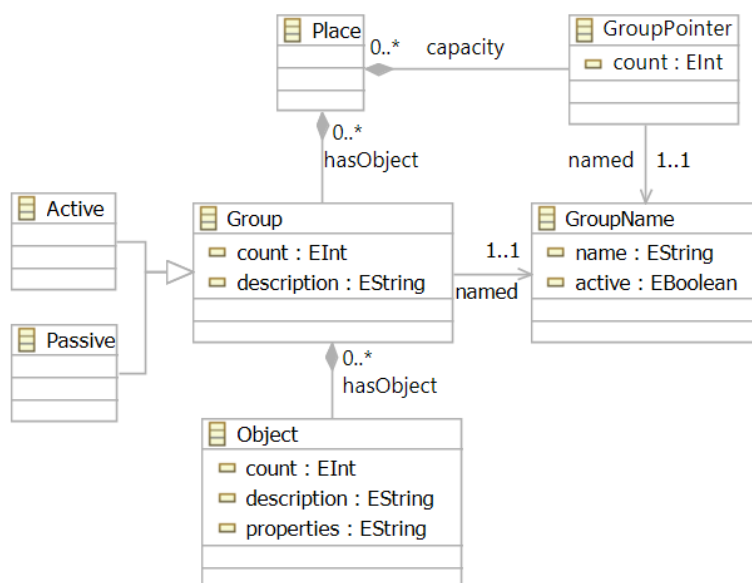 Place
0..*
capacity
GroupPointer
count : EInt
0..*
hasObject
named
1..1
Active
Group
count : EInt
description : EString
1..1
named
GroupName
name : EString
active : EBoolean
Passive
0..*
hasObject
Object
count : EInt
description : EString
properties : EString